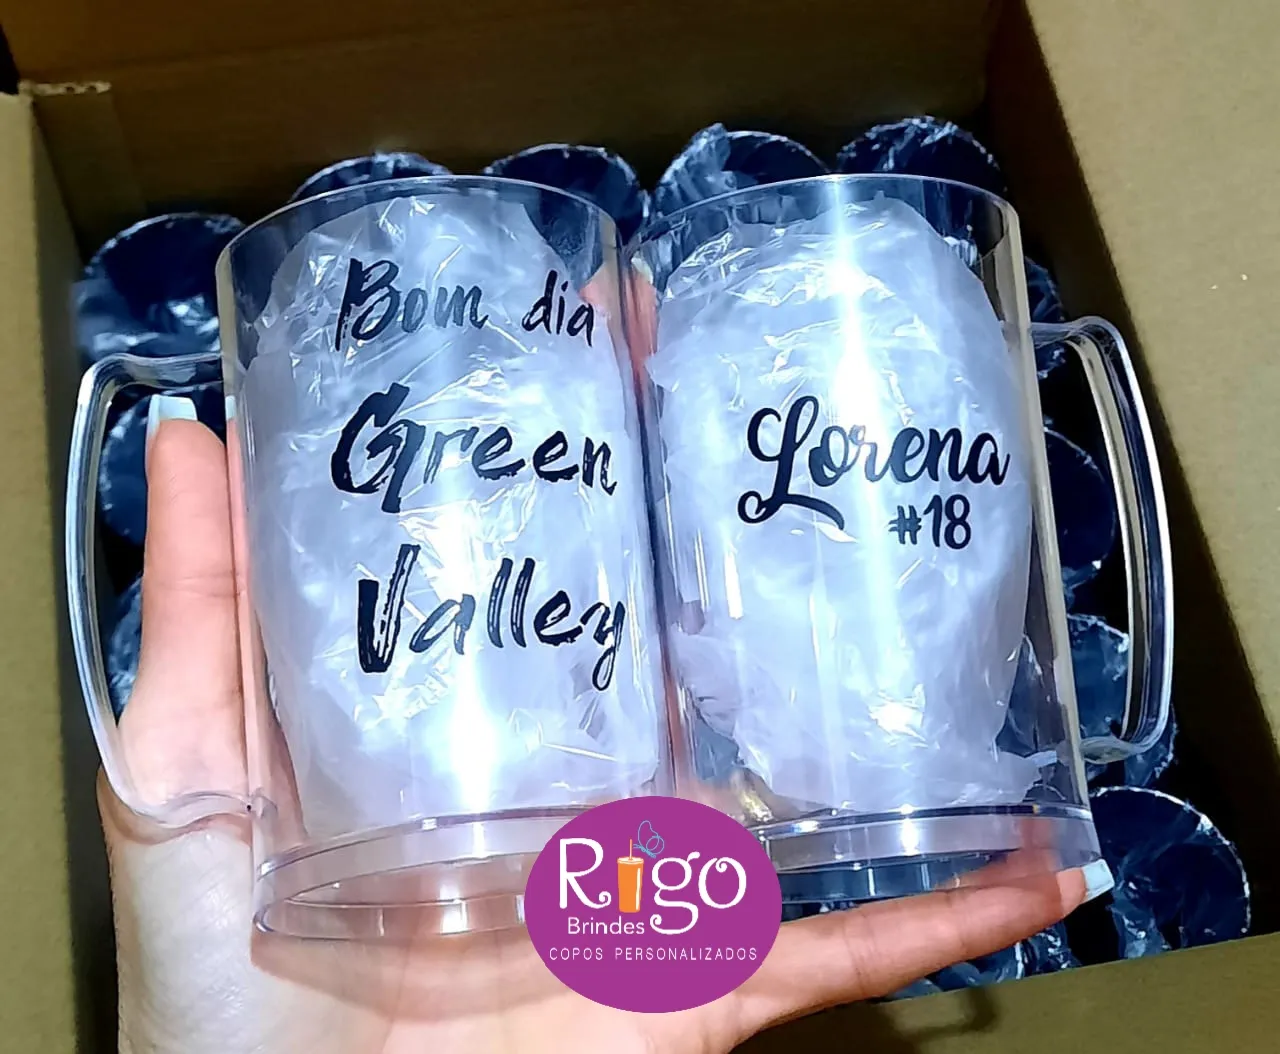 Bom dia
Green
Valley
Lorena
#18
Rigo
Brindes
COPOS PERSONALIZADOS